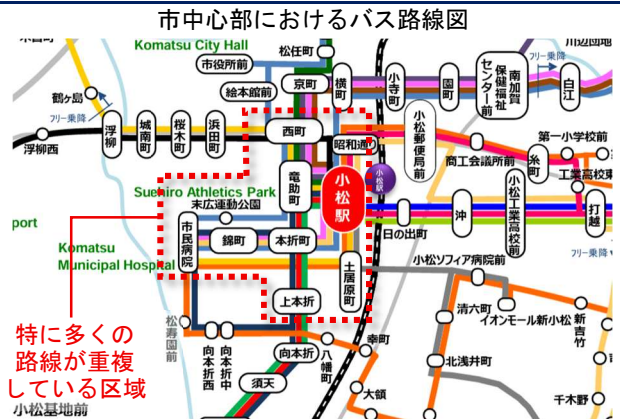 市中心部におけるバス路線図
Komatsu City Hall
松任町
市役所前
絵本館前
京町
横町
小寺町
園町
南加賀
保健福祉
センター前
フリー乗降
白江
川辺団地
鶴ヶ島
フリー乗降
浮柳西
浮柳
城南町
桜木町
浜田町
西町
昭和通り
小松郵便局前
商工会議所前
第一小学校前
糸町
工業高校東
竜助町
小松駅
小松駅
Suehiro Athletics Park
末広運動公園
port
Komatsu
Municipal Hospital
市民病院
錦町
本折町
日の出町
沖
小松工業高校前
打越
フリー乗降
土居原町
小松ソフィア病院前
上本折
清六町
イオンモール新小松
新吉竹
松寿園前
向本折西
向本折中
向本折
八幡町
幸町
北浅井町
須天
大領
千木野
小松基地前
特に多くの
路線が重複
している区域